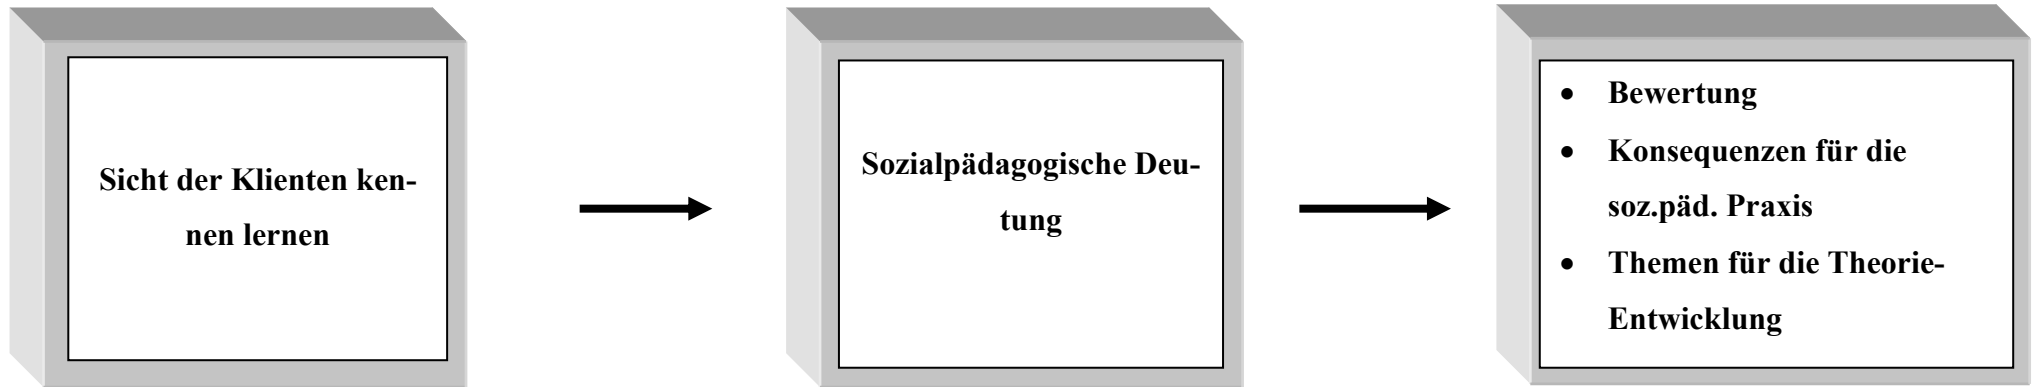 Sicht der Klienten ken-
nen lernen
Sozialpädagogische Deu-
tung
• Bewertung
• Konsequenzen für die
soz.päd. Praxis
• Themen für die Theorie-
Entwicklung